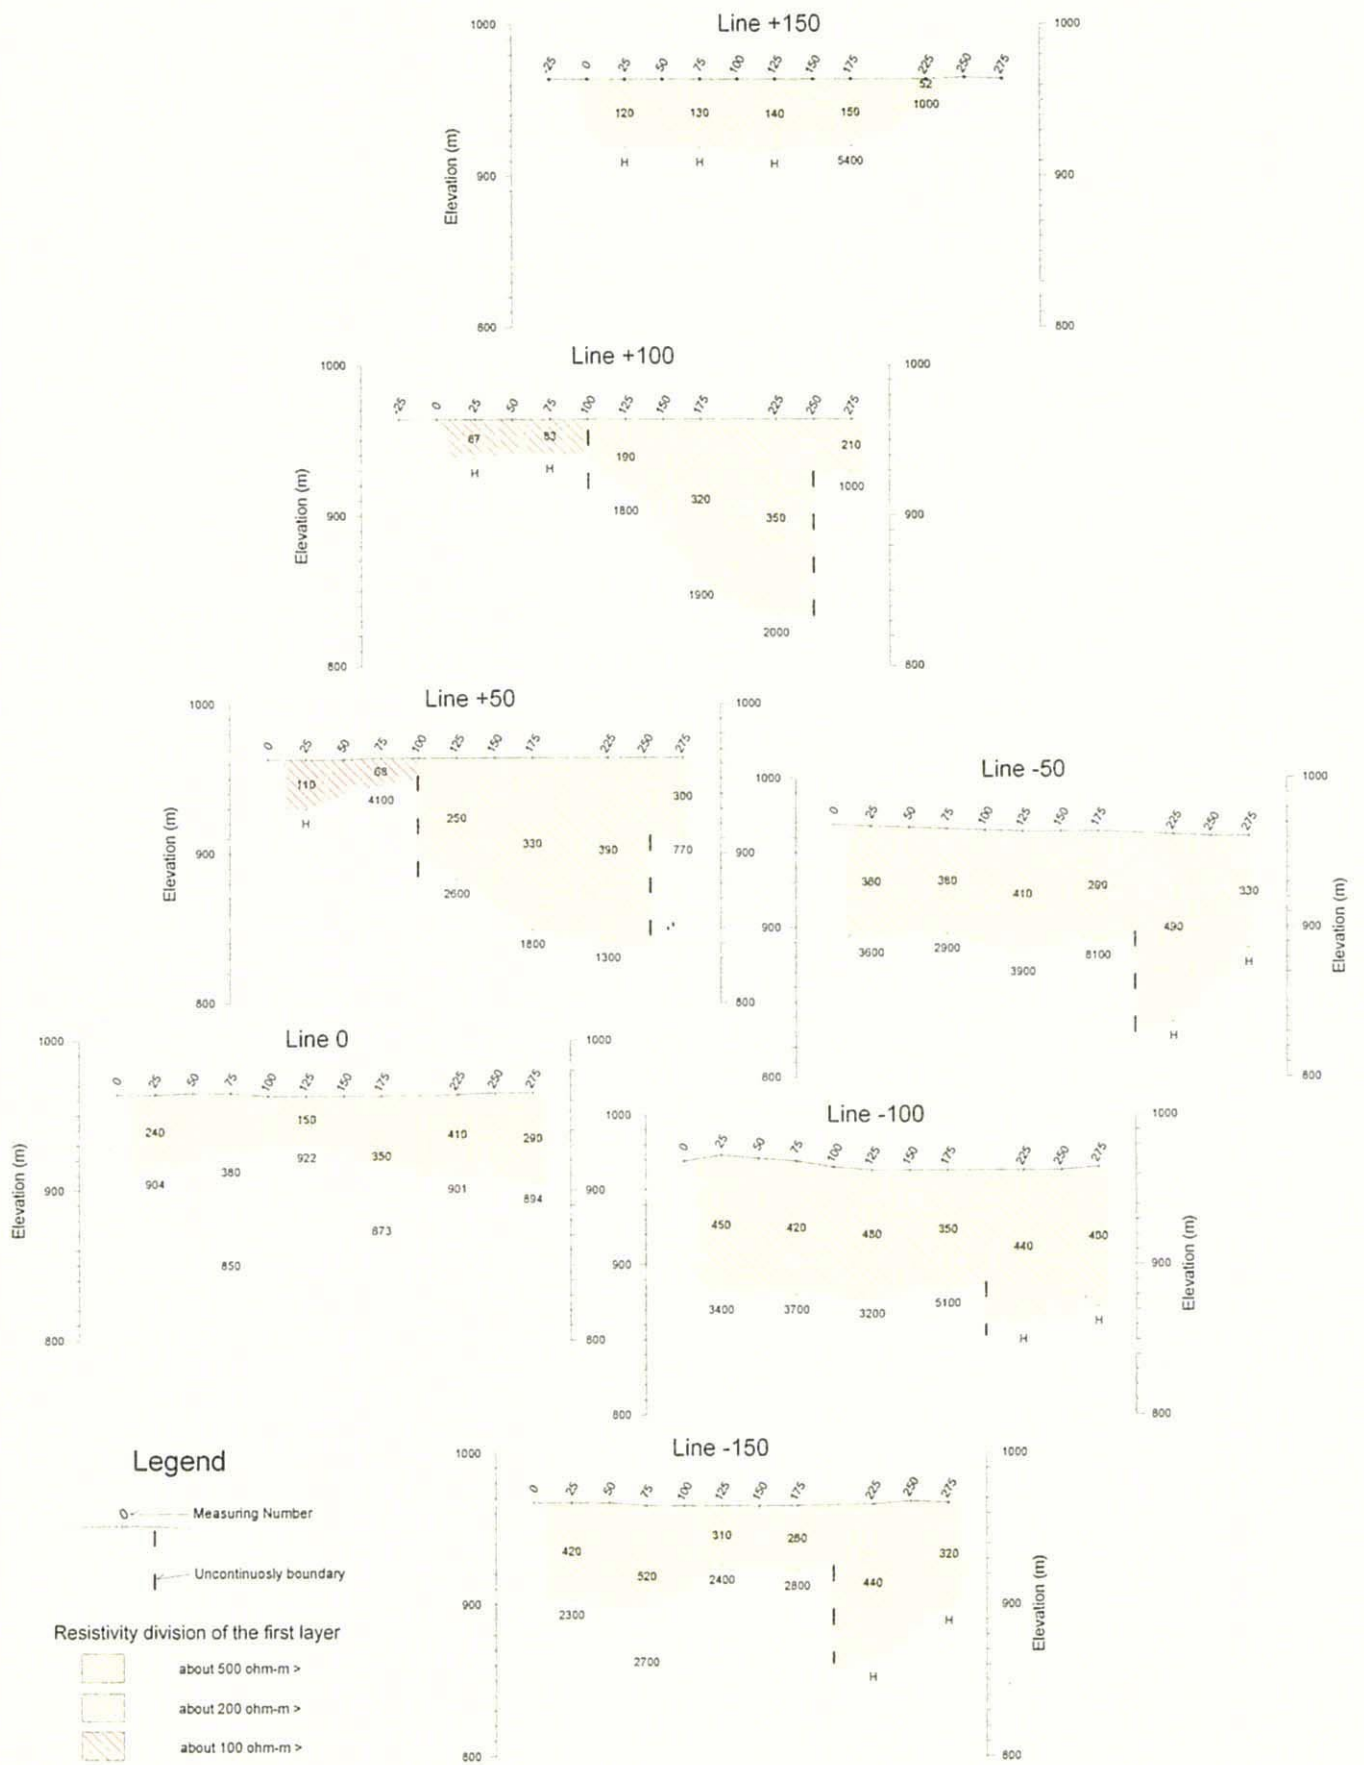 Line +150
1000
1000
-25 0 25 50 75 100 125 150 175 225 250 275
52
120 130 140 150 1000
H H H 5400
900
900
Elevation (m)
800
800
Line +100
1000
1000
-25 0 25 50 75 100 125 150 175 225 250 275
67 83 190 210
H H 1000
320
1800 350
900
900
Elevation (m)
1900
2000
800
800
Line +50
1000
1000
0 25 50 75 100 125 150 175 225 250 275
110 68 300
4100
H 250
330 390 770
900
900
Elevation (m)
2600
1800 1300
800
800
Line -50
1000
1000
0 25 50 75 100 125 150 175 225 250 275
380 380 410 290 330
490
900
900
Elevation (m)
3600 2900 3900 8100 H
H
800
800
Line 0
1000
1000
0 25 50 75 100 125 150 175 225 250 275
240 150 410 290
380 922 350
904 901 894
900
900
Elevation (m)
873
850
800
800
Line -100
1000
1000
0 25 50 75 100 125 150 175 225 250 275
450 420 480 350 440 480
900
900
Elevation (m)
3400 3700 3200 5100 H H
800
800
Line -150
1000
1000
0 25 50 75 100 125 150 175 225 250 275
420 310 280 320
520 2400 2800 440
2300 H
900
900
Elevation (m)
2700 H
800
800
Legend
0 Measuring Number
Uncontinuosly boundary
Resistivity division of the first layer
about 500 ohm-m >
about 200 ohm-m >
about 100 ohm-m >